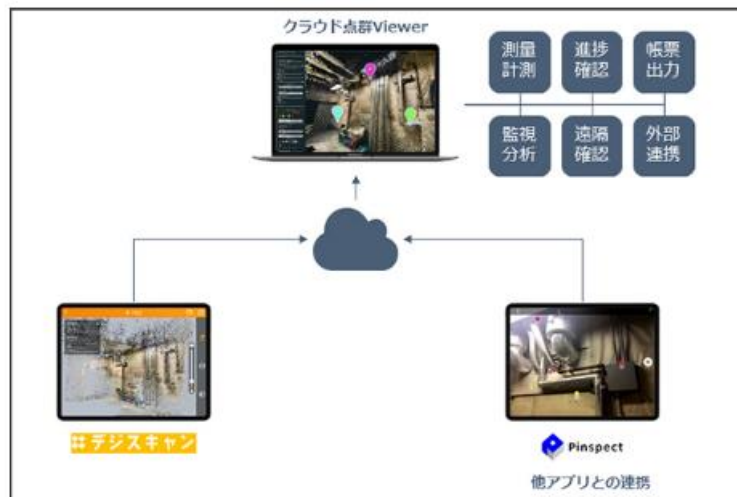 クラウド点群Viewer
測量
計測
進捗
確認
帳票
出力
監視
分析
遠隔
確認
外部
連携
#デジスキャン
Pinspect
他アプリとの連携